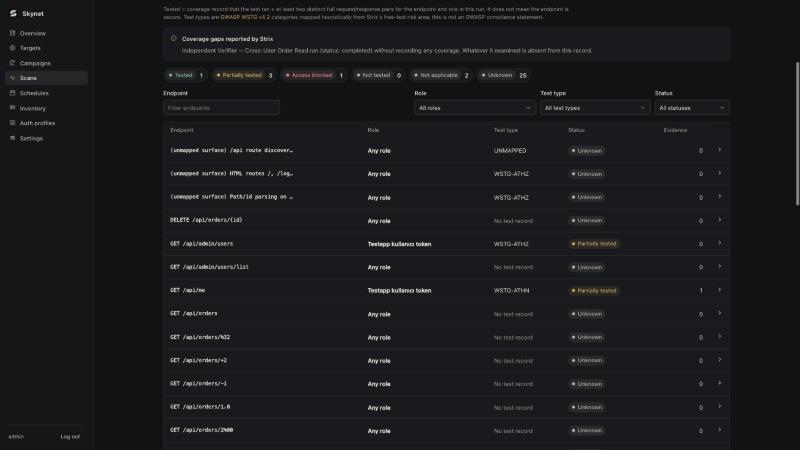 Skynet
Overview
Targets
Campaigns
Scans
Schedules
Inventory
Auth profiles
Settings
admin
Log out
Tested = coverage record that the test ran + at least two distinct full request/response pairs for the endpoint and role in this run. It does not mean the endpoint is
secure. Test types are OWASP WSTG v4.2 categories mapped heuristically from Strix's free-text risk area; this is not an OWASP compliance statement.
Coverage gaps reported by Strix
Independent Verifier — Cross-User Order Read ran (status: completed) without recording any coverage. Whatever it examined is absent from this record.
Tested 1
Partially tested 3
Access blocked 1
Not tested 0
Not applicable 2
Unknown 25
Endpoint Role Test type Status
Filter endpoints All roles All test types All statuses
Endpoint Role Test type Status Evidence
(unmapped surface) /api route discover… Any role UNMAPPED Unknown 0
(unmapped surface) HTML routes /, /log… Any role WSTG-ATHZ Unknown 0
(unmapped surface) Path/id parsing on … Any role WSTG-ATHZ Unknown 0
DELETE /api/orders/{id} Any role No test record Unknown 0
GET /api/admin/users Testapp kullanıcı token WSTG-ATHZ Partially tested 0
GET /api/admin/users/list Any role No test record Unknown 0
GET /api/me Testapp kullanıcı token WSTG-ATHN Partially tested 1
GET /api/orders Any role No test record Unknown 0
GET /api/orders/%32 Any role No test record Unknown 0
GET /api/orders/+2 Any role No test record Unknown 0
GET /api/orders/-1 Any role No test record Unknown 0
GET /api/orders/1.0 Any role No test record Unknown 0
GET /api/orders/2%00 Any role No test record Unknown 0